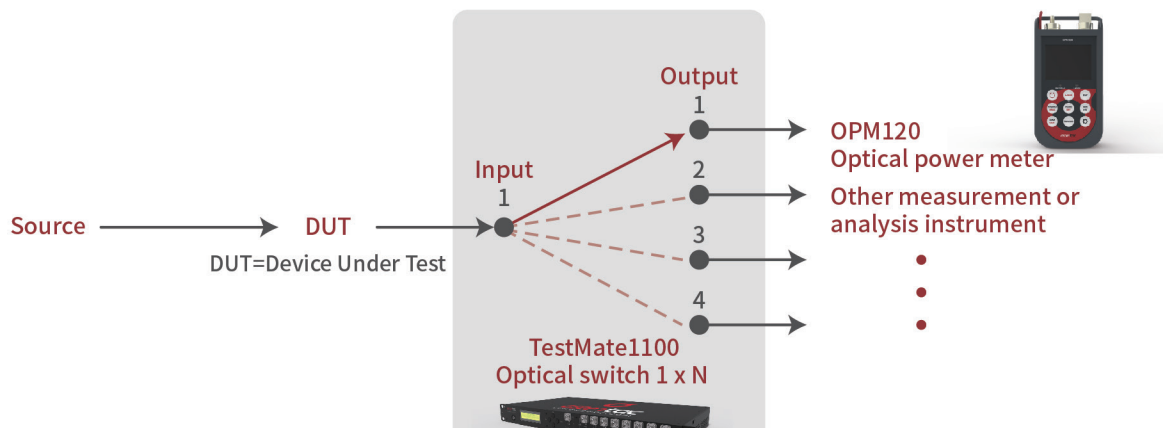 Output
1
OPM120
Optical power meter
Input
1
2
Other measurement or
analysis instrument
Source
DUT
DUT=Device Under Test
3
4
TestMate1100
Optical switch 1 x N